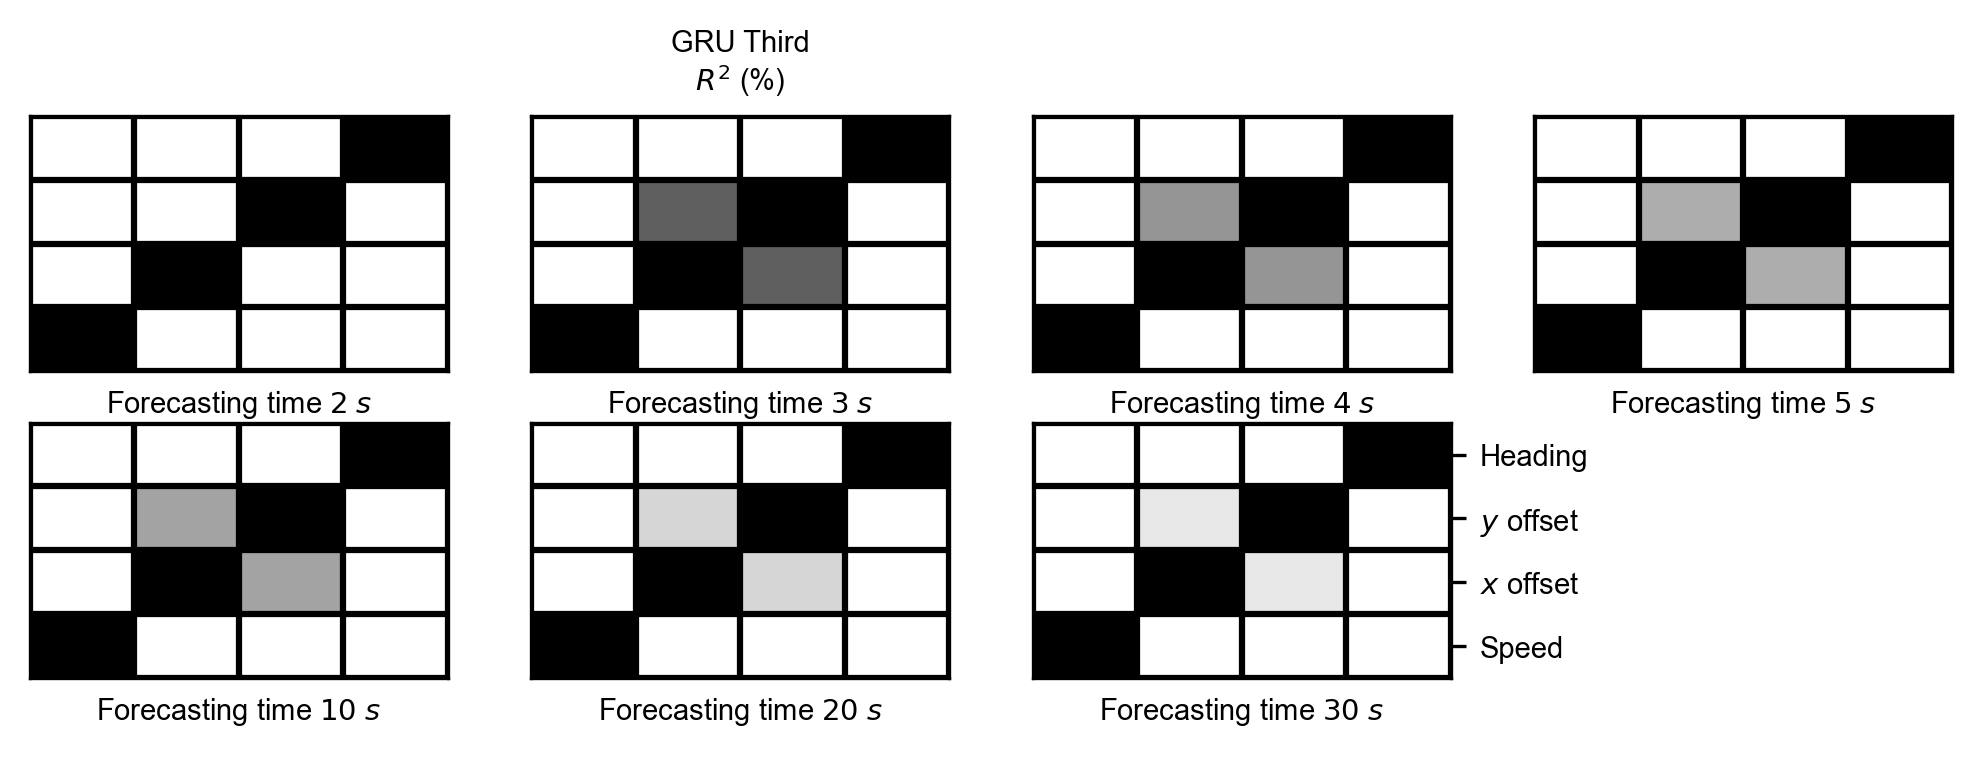 GRU Third
R² (%)
Forecasting time 2 s
Forecasting time 3 s
Forecasting time 4 s
Forecasting time 5 s
Heading
y offset
x offset
Speed
Forecasting time 10 s
Forecasting time 20 s
Forecasting time 30 s